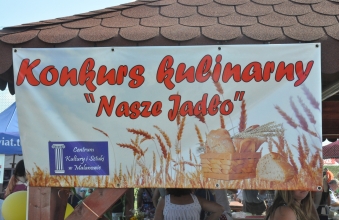 Konkurs kulinarny
"Nasze Jadło"
Centrum
Kultury i Sztuki
w Malanowie